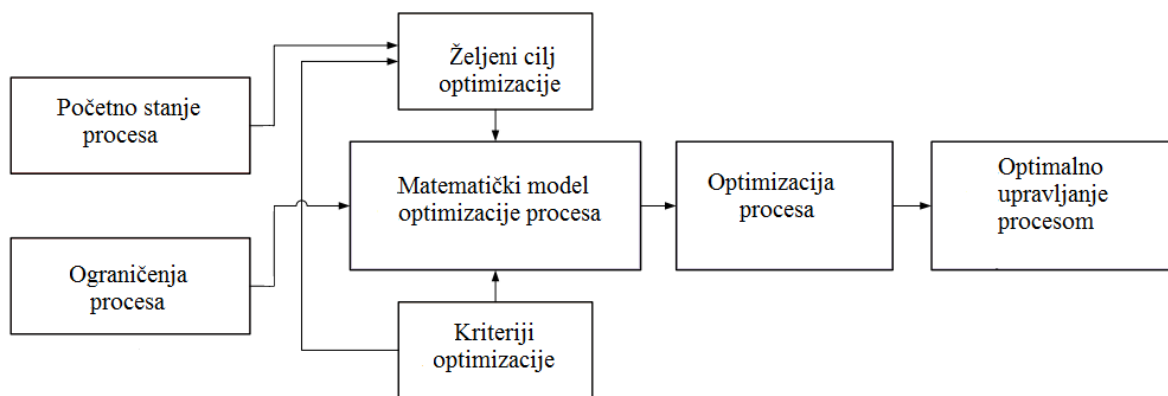 Željeni cilj
optimizacije
Početno stanje
procesa
Matematički model
optimizacije procesa
Optimizacija
procesa
Optimalno
upravljanje
procesom
Ograničenja
procesa
Kriteriji
optimizacije